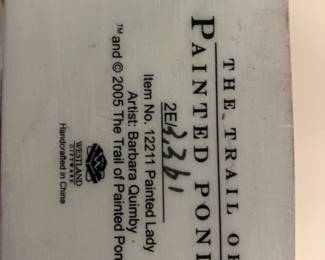 THE TRAIL OF
PAINTED PONI
2E/3,361
Item No. 12211 Painted Lady
Artist: Barbara Quimby
™ and © 2005 The Trail of Painted Pon
WESTLAND
GIFTWARE
Handcrafted in China